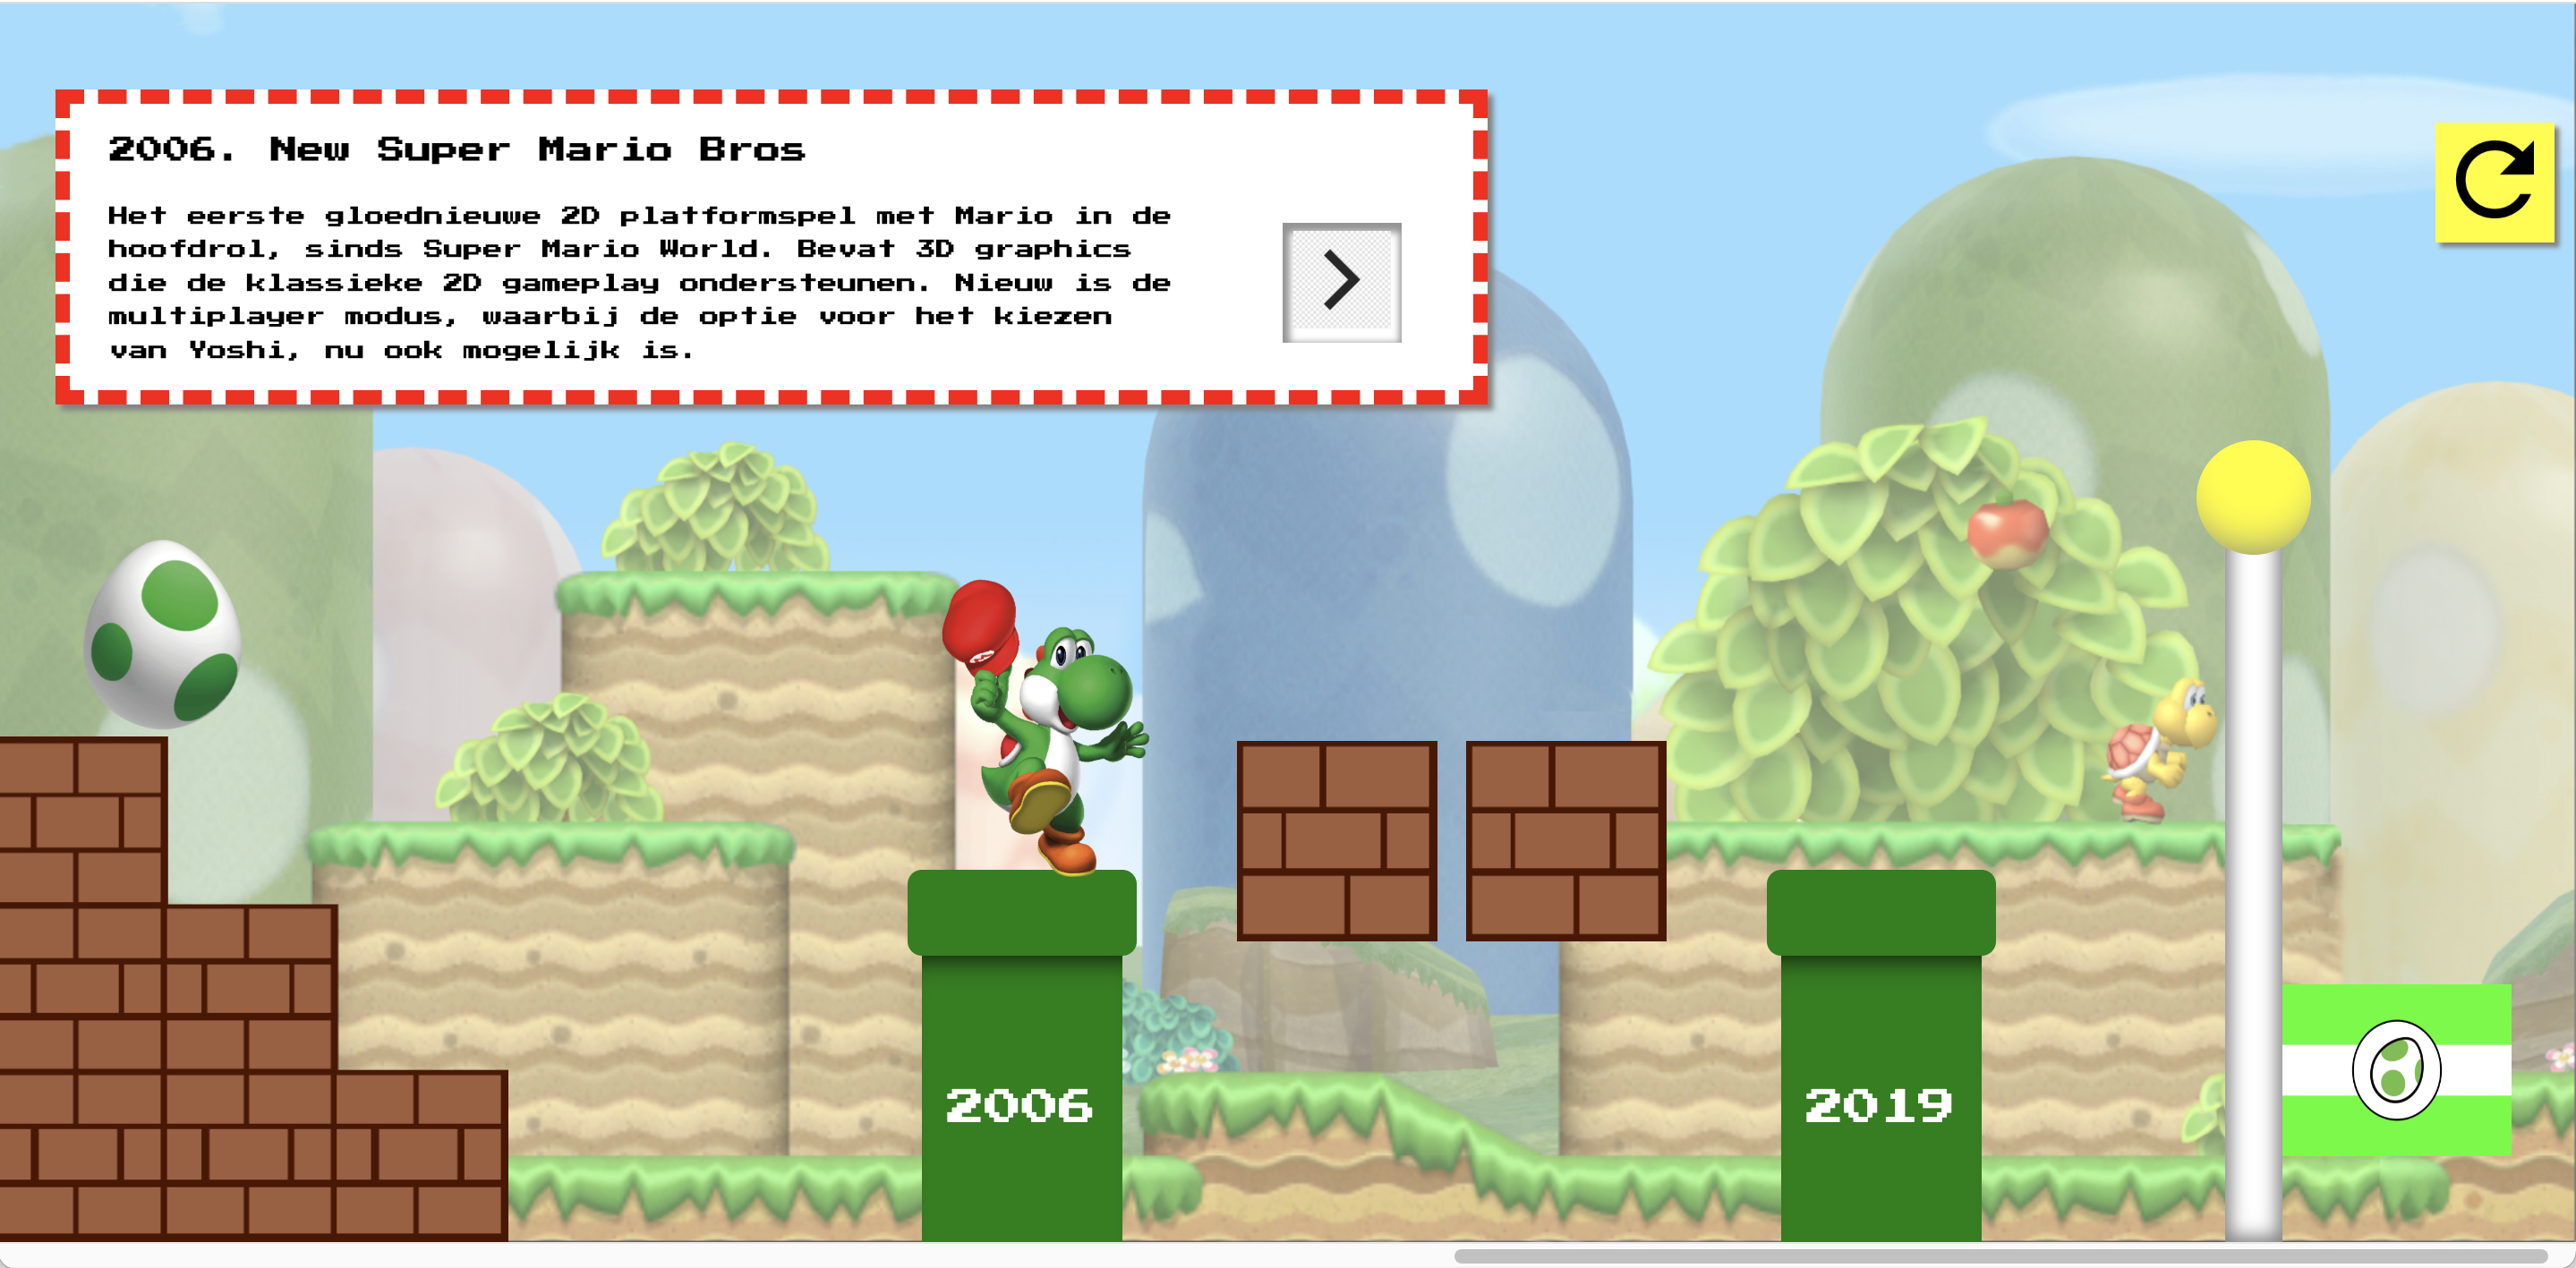 2006. New Super Mario Bros
Het eerste gloednieuwe 2D platformspel met Mario in de
hoofdrol, sinds Super Mario World. Bevat 3D graphics
die de klassieke 2D gameplay ondersteunen. Nieuw is de
multiplayer modus, waarbij de optie voor het kiezen
van Yoshi, nu ook mogelijk is.
2006
2019